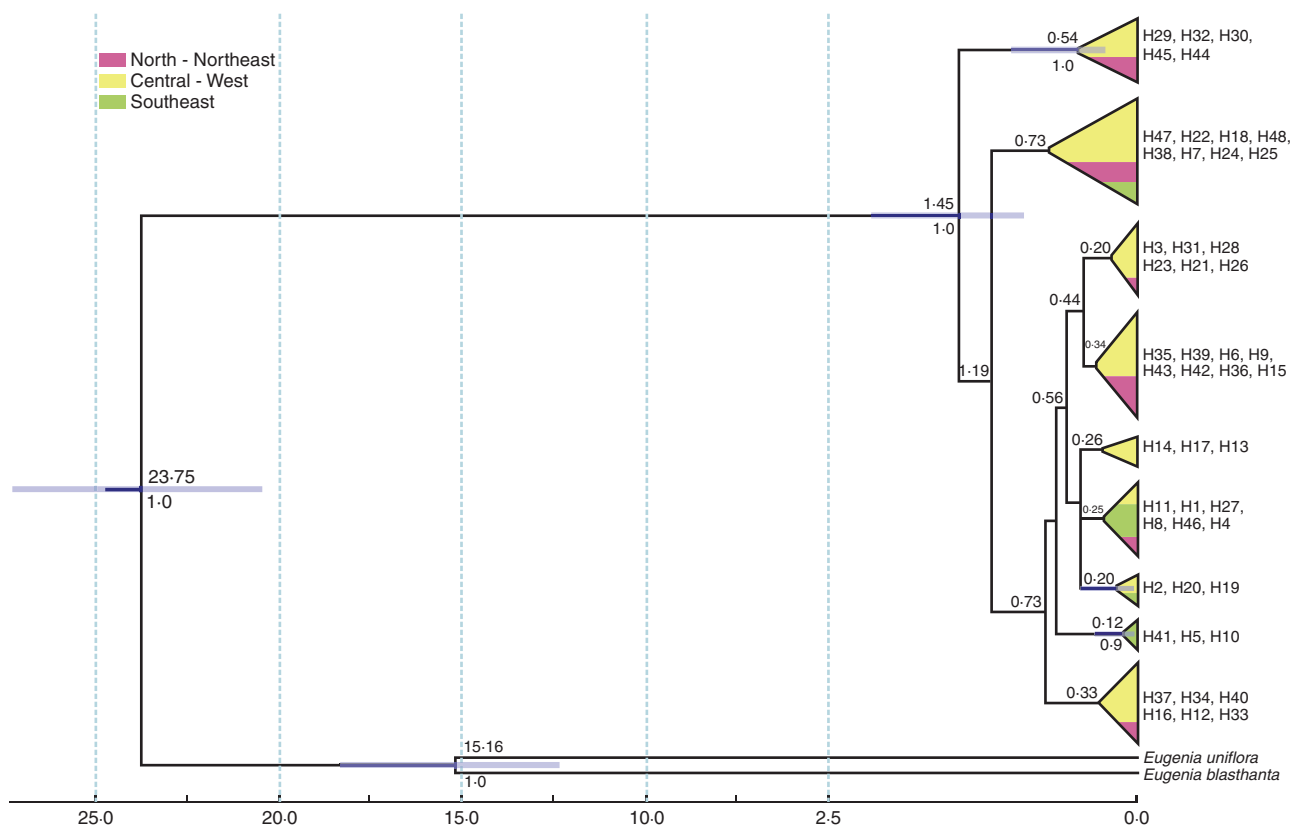 North - Northeast
Central - West
Southeast
0·54
1·0
H29, H32, H30,
H45, H44
0·73
H47, H22, H18, H48,
H38, H7, H24, H25
1·45
1·0
0·20
H3, H31, H28
H23, H21, H26
0·44
0·34
H35, H39, H6, H9,
H43, H42, H36, H15
1·19
0·56
0·26
H14, H17, H13
23·75
1·0
0·25
H11, H1, H27,
H8, H46, H4
0·20
H2, H20, H19
0·73
0·12
0·9
H41, H5, H10
0·33
H37, H34, H40
H16, H12, H33
15·16
1·0
Eugenia uniflora
Eugenia blasthanta
25·0 20·0 15·0 10·0 2·5 0·0